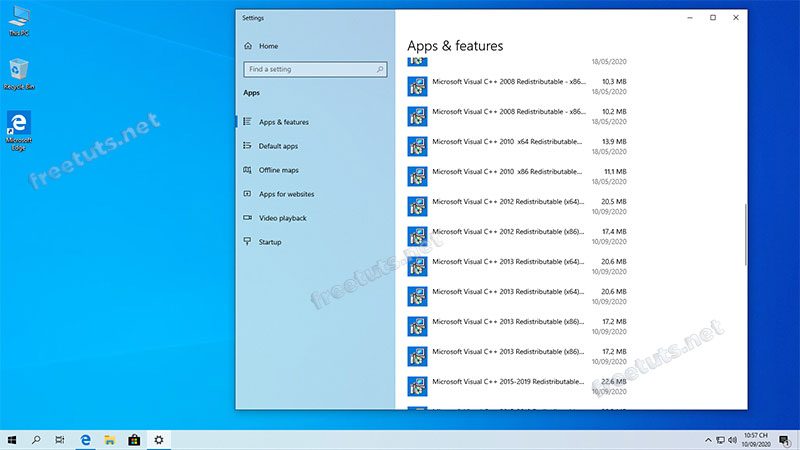 This PC
Recycle Bin
Microsoft
Edge
Settings
Home
Find a setting
Apps
Apps & features
Default apps
Offline maps
Apps for websites
Video playback
Startup
Apps & features
18/05/2020
Microsoft Visual C++ 2008 Redistributable - x86... 10.3 MB
18/05/2020
Microsoft Visual C++ 2008 Redistributable - x86... 10.2 MB
18/05/2020
Microsoft Visual C++ 2010 x64 Redistributable... 13.9 MB
18/05/2020
Microsoft Visual C++ 2010 x86 Redistributable... 11.1 MB
18/05/2020
Microsoft Visual C++ 2012 Redistributable (x64)... 20.5 MB
10/09/2020
Microsoft Visual C++ 2012 Redistributable (x86)... 17.4 MB
10/09/2020
Microsoft Visual C++ 2013 Redistributable (x64)... 20.6 MB
10/09/2020
Microsoft Visual C++ 2013 Redistributable (x64)... 20.6 MB
10/09/2020
Microsoft Visual C++ 2013 Redistributable (x86)... 17.2 MB
10/09/2020
Microsoft Visual C++ 2013 Redistributable (x86)... 17.2 MB
10/09/2020
Microsoft Visual C++ 2015-2019 Redistributable... 22.6 MB
10/09/2020
freetuts.net
freetuts.net
freetuts.net
10:57 CH
10/09/2020
1